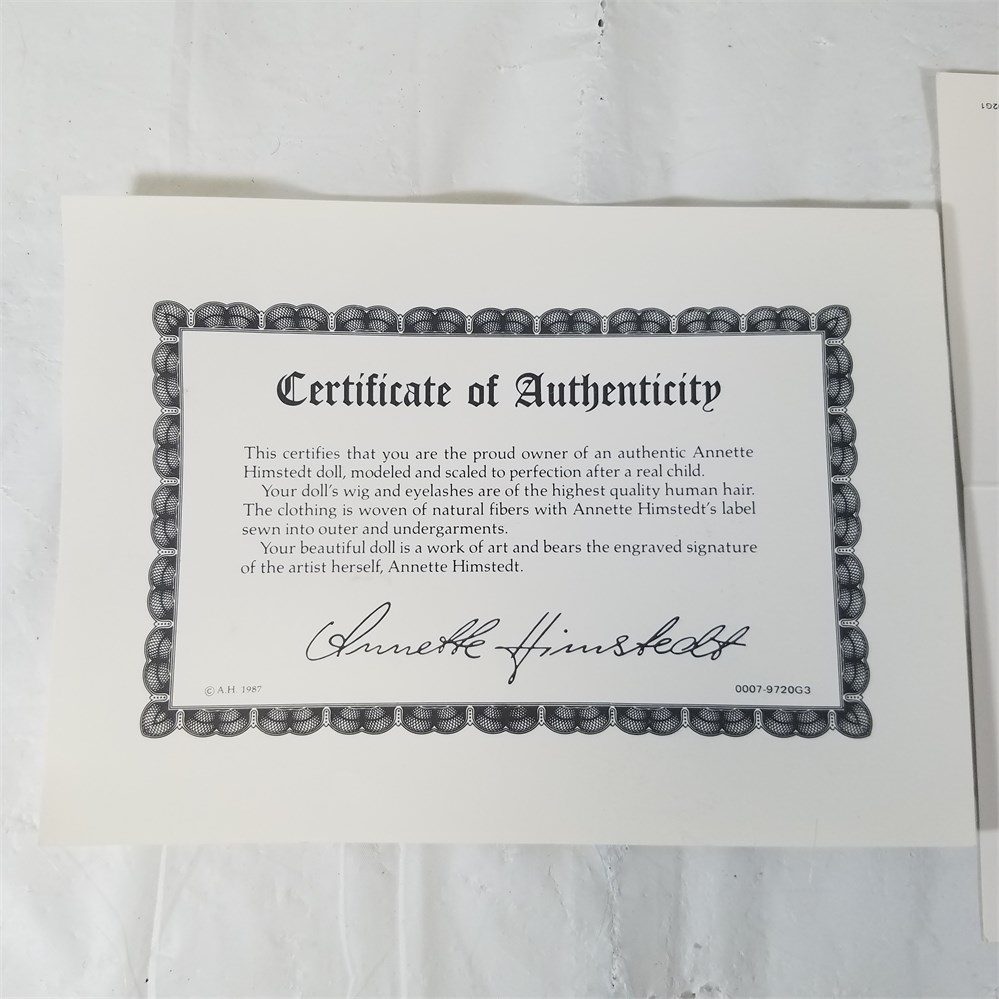 Certificate of Authenticity
This certifies that you are the proud owner of an authentic Annette
Himstedt doll, modeled and scaled to perfection after a real child.
Your doll's wig and eyelashes are of the highest quality human hair.
The clothing is woven of natural fibers with Annette Himstedt's label
sewn into outer and undergarments.
Your beautiful doll is a work of art and bears the engraved signature
of the artist herself, Annette Himstedt.
Annette Himstedt
© A.H. 1987
0007-9720G3